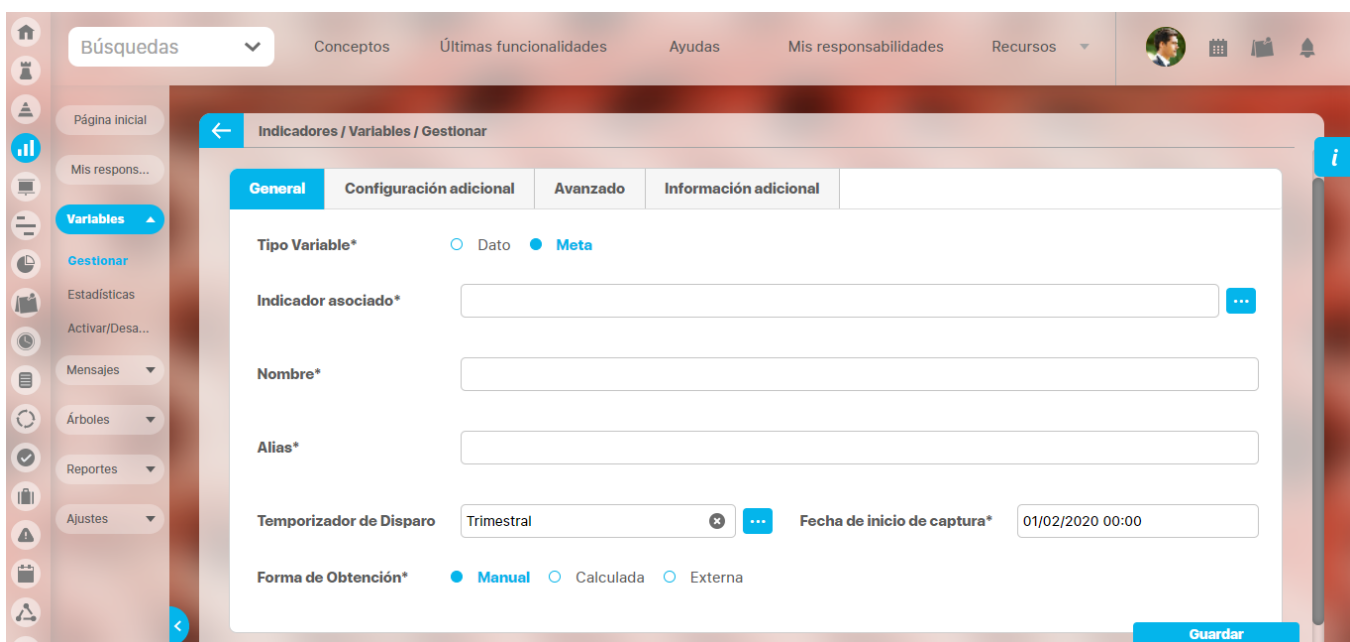 Búsquedas
Conceptos
Últimas funcionalidades
Ayudas
Mis responsabilidades
Recursos
Página inicial
Mis respons...
Variables
Gestionar
Estadísticas
Activar/Desa...
Mensajes
Árboles
Reportes
Ajustes
Indicadores / Variables / Gestionar
i
General
Configuración adicional
Avanzado
Información adicional
Tipo Variable*
Dato
Meta
Indicador asociado*
Nombre*
Alias*
Temporizador de Disparo
Trimestral
Fecha de inicio de captura*
01/02/2020 00:00
Forma de Obtención*
Manual
Calculada
Externa
Guardar